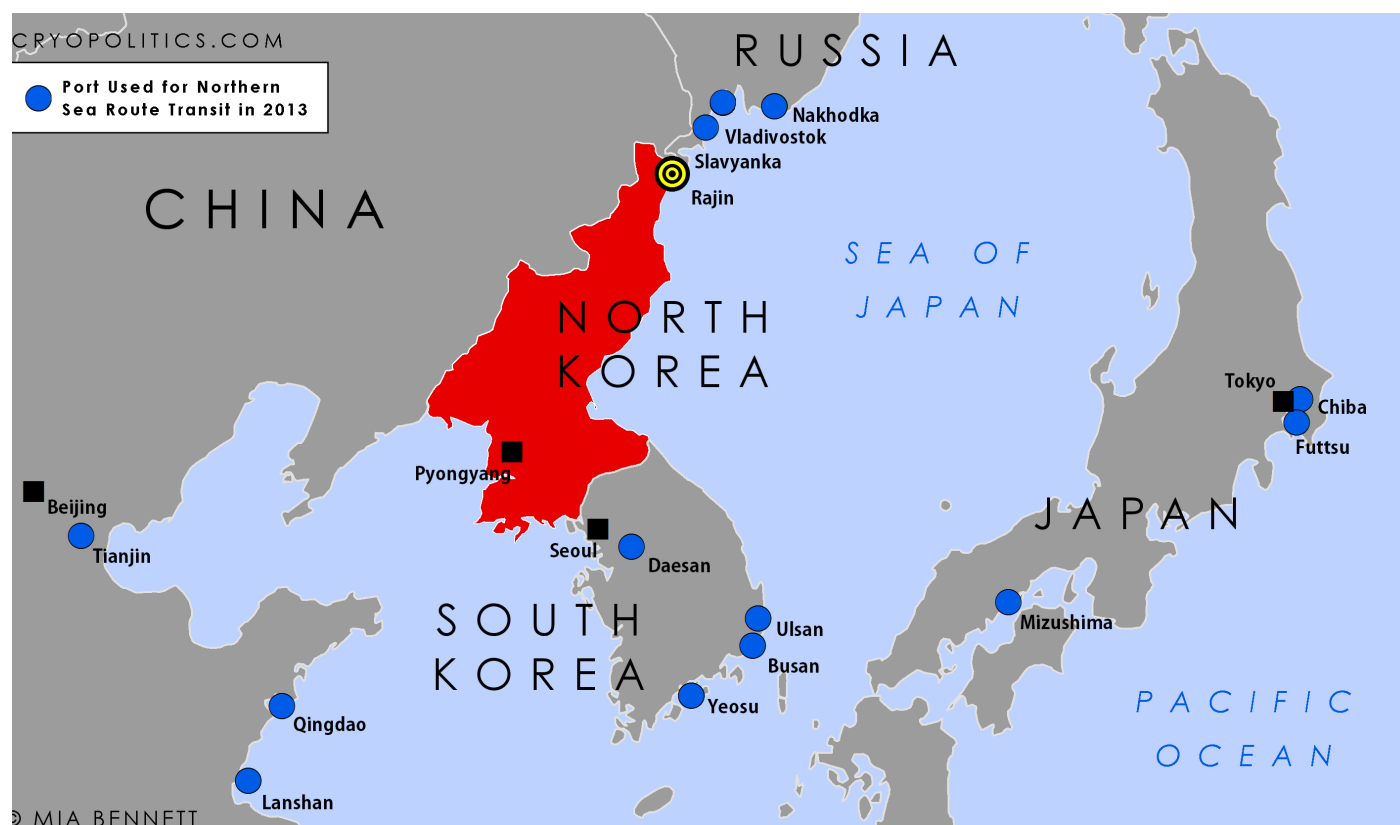 CRYOPOLITICS.COM
Port Used for Northern
Sea Route Transit in 2013
RUSSIA
Nakhodka
Vladivostok
Slavyanka
Rajin
CHINA
SEA OF
JAPAN
NORTH
KOREA
Tokyo
Chiba
Futtsu
Pyongyang
Beijing
Tianjin
JAPAN
Seoul
Daesan
SOUTH
KOREA
Ulsan
Busan
Yeosu
Mizushima
PACIFIC
OCEAN
Qingdao
Lanshan
© MIA BENNETT